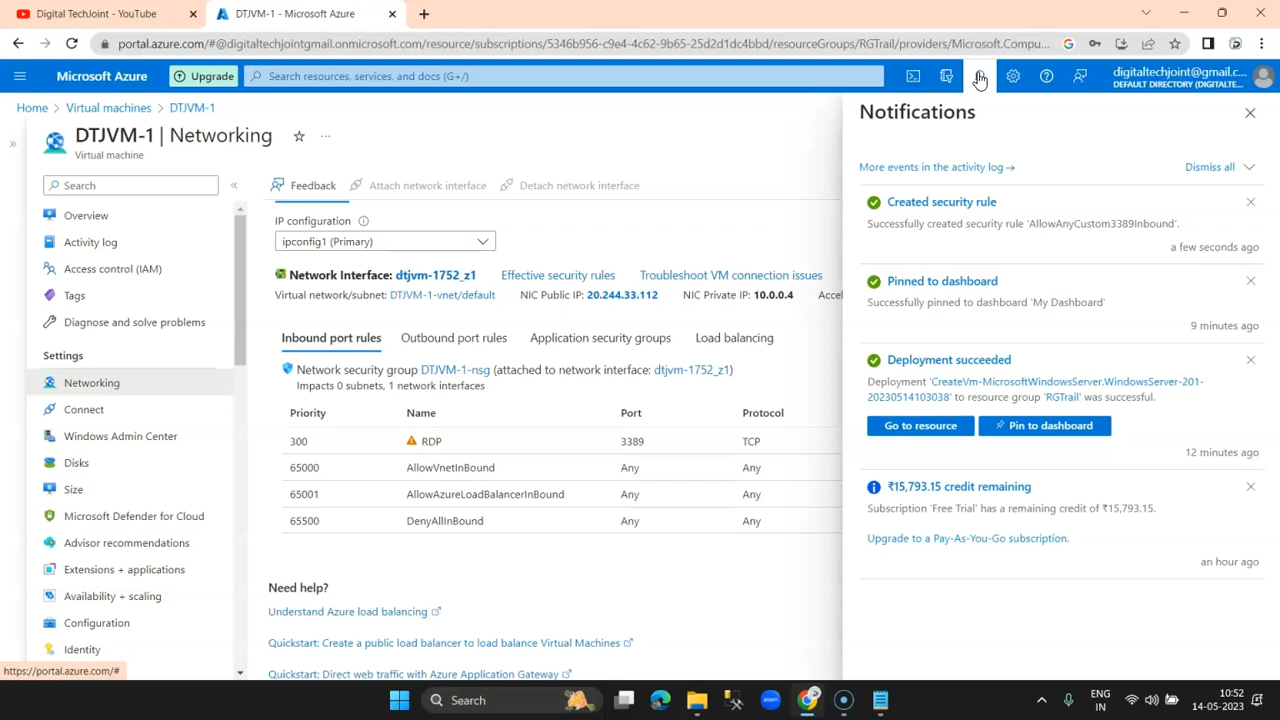 Digital TechJoint - YouTube
DTJVM-1 - Microsoft Azure
portal.azure.com/#@digitaltechjointgmail.onmicrosoft.com/resource/subscriptions/5346b956-c9e4-4c62-9b65-25d2d1dc4bbd/resourceGroups/RGTrail/providers/Microsoft.Compu...
Microsoft Azure
Upgrade
Search resources, services, and docs (G+/)
digitaltechjoint@gmail.c...
DEFAULT DIRECTORY (DIGITALTE...
Home > Virtual machines > DTJVM-1
DTJVM-1 | Networking
Virtual machine
Search
Overview
Activity log
Access control (IAM)
Tags
Diagnose and solve problems
Settings
Networking
Connect
Windows Admin Center
Disks
Size
Microsoft Defender for Cloud
Advisor recommendations
Extensions + applications
Availability + scaling
Configuration
Identity
https://portal.azure.com/#
Feedback
Attach network interface
Detach network interface
IP configuration
ipconfig1 (Primary)
Network Interface: dtjvm-1752_z1 Effective security rules Troubleshoot VM connection issues
Virtual network/subnet: DTJVM-1-vnet/default NIC Public IP: 20.244.33.112 NIC Private IP: 10.0.0.4 Accel
Inbound port rules Outbound port rules Application security groups Load balancing
Network security group DTJVM-1-nsg (attached to network interface: dtjvm-1752_z1)
Impacts 0 subnets, 1 network interfaces
Priority Name Port Protocol
300 RDP 3389 TCP
65000 AllowVnetInBound Any Any
65001 AllowAzureLoadBalancerInBound Any Any
65500 DenyAllInBound Any Any
Need help?
Understand Azure load balancing
Quickstart: Create a public load balancer to load balance Virtual Machines
Quickstart: Direct web traffic with Azure Application Gateway
Notifications
More events in the activity log → Dismiss all
Created security rule
Successfully created security rule 'AllowAnyCustom3389Inbound'.
a few seconds ago
Pinned to dashboard
Successfully pinned to dashboard 'My Dashboard'
9 minutes ago
Deployment succeeded
Deployment 'CreateVm-MicrosoftWindowsServer.WindowsServer-201-
20230514103038' to resource group 'RGTrail' was successful.
Go to resource
Pin to dashboard
12 minutes ago
₹15,793.15 credit remaining
Subscription 'Free Trial' has a remaining credit of ₹15,793.15.
Upgrade to a Pay-As-You-Go subscription.
an hour ago
Search
zoom
ENG
IN
10:52
14-05-2023